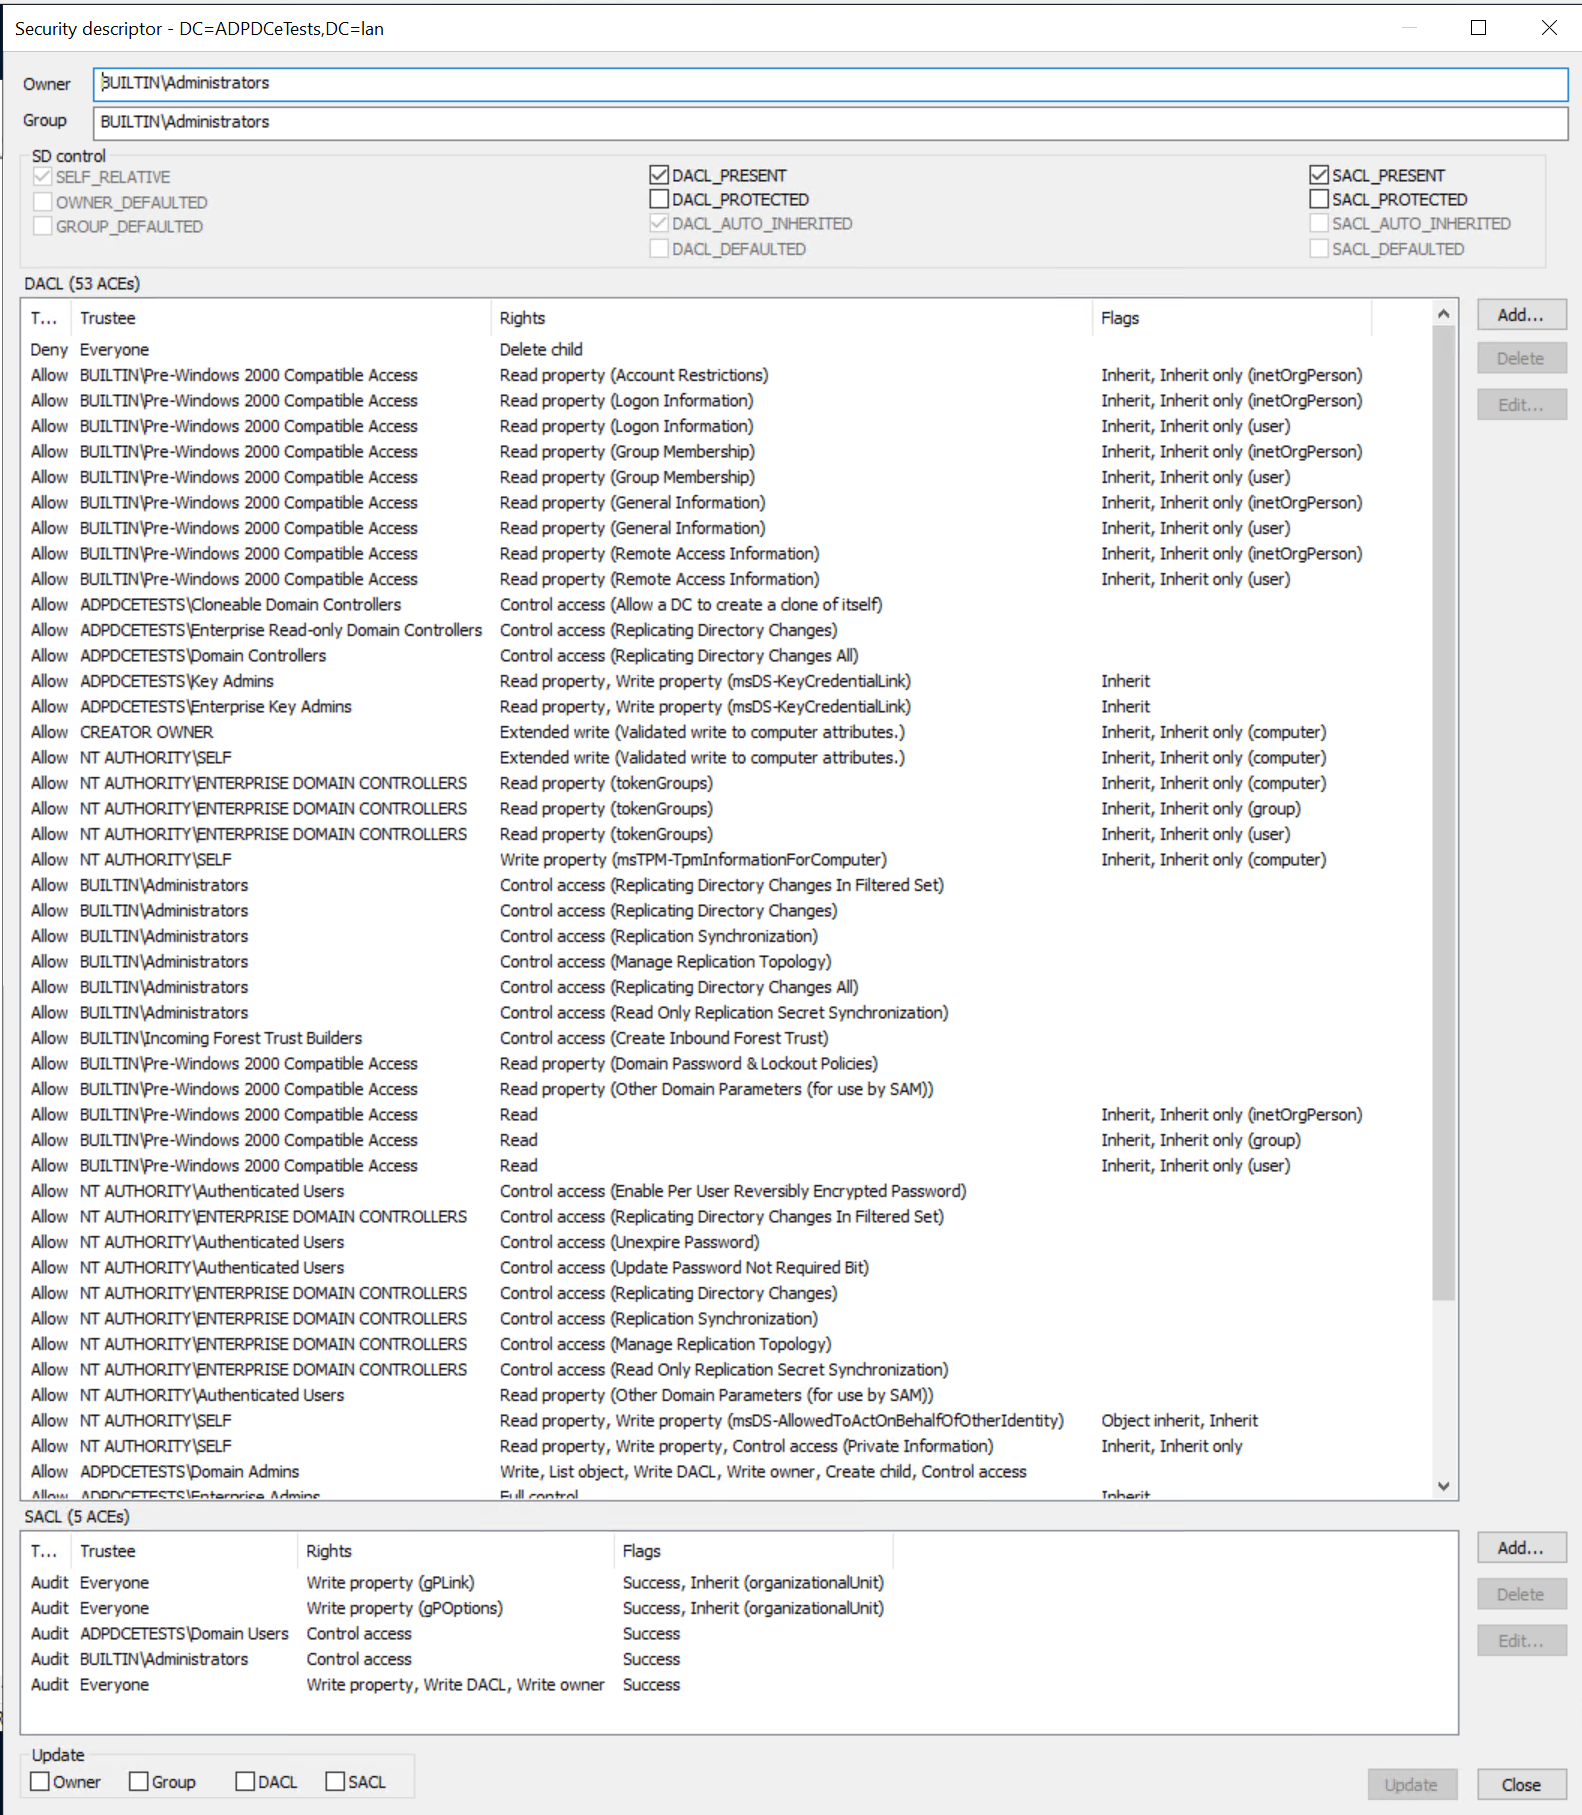 Security descriptor - DC=ADPDCeTests,DC=lan
Owner BUILTIN\Administrators
Group BUILTIN\Administrators
SD control
SELF_RELATIVE DACL_PRESENT SACL_PRESENT
OWNER_DEFAULTED DACL_PROTECTED SACL_PROTECTED
GROUP_DEFAULTED DACL_AUTO_INHERITED SACL_AUTO_INHERITED
DACL_DEFAULTED SACL_DEFAULTED
DACL (53 ACEs)
T... Trustee Rights Flags Add...
Deny Everyone Delete child Delete
Allow BUILTIN\Pre-Windows 2000 Compatible Access Read property (Account Restrictions) Inherit, Inherit only (inetOrgPerson)
Allow BUILTIN\Pre-Windows 2000 Compatible Access Read property (Logon Information) Inherit, Inherit only (inetOrgPerson) Edit...
Allow BUILTIN\Pre-Windows 2000 Compatible Access Read property (Logon Information) Inherit, Inherit only (user)
Allow BUILTIN\Pre-Windows 2000 Compatible Access Read property (Group Membership) Inherit, Inherit only (inetOrgPerson)
Allow BUILTIN\Pre-Windows 2000 Compatible Access Read property (Group Membership) Inherit, Inherit only (user)
Allow BUILTIN\Pre-Windows 2000 Compatible Access Read property (General Information) Inherit, Inherit only (inetOrgPerson)
Allow BUILTIN\Pre-Windows 2000 Compatible Access Read property (General Information) Inherit, Inherit only (user)
Allow BUILTIN\Pre-Windows 2000 Compatible Access Read property (Remote Access Information) Inherit, Inherit only (inetOrgPerson)
Allow BUILTIN\Pre-Windows 2000 Compatible Access Read property (Remote Access Information) Inherit, Inherit only (user)
Allow ADPDCETESTS\Cloneable Domain Controllers Control access (Allow a DC to create a clone of itself)
Allow ADPDCETESTS\Enterprise Read-only Domain Controllers Control access (Replicating Directory Changes)
Allow ADPDCETESTS\Domain Controllers Control access (Replicating Directory Changes All)
Allow ADPDCETESTS\Key Admins Read property, Write property (msDS-KeyCredentialLink) Inherit
Allow ADPDCETESTS\Enterprise Key Admins Read property, Write property (msDS-KeyCredentialLink) Inherit
Allow CREATOR OWNER Extended write (Validated write to computer attributes.) Inherit, Inherit only (computer)
Allow NT AUTHORITY\SELF Extended write (Validated write to computer attributes.) Inherit, Inherit only (computer)
Allow NT AUTHORITY\ENTERPRISE DOMAIN CONTROLLERS Read property (tokenGroups) Inherit, Inherit only (computer)
Allow NT AUTHORITY\ENTERPRISE DOMAIN CONTROLLERS Read property (tokenGroups) Inherit, Inherit only (group)
Allow NT AUTHORITY\ENTERPRISE DOMAIN CONTROLLERS Read property (tokenGroups) Inherit, Inherit only (user)
Allow NT AUTHORITY\SELF Write property (msTPM-TpmInformationForComputer) Inherit, Inherit only (computer)
Allow BUILTIN\Administrators Control access (Replicating Directory Changes In Filtered Set)
Allow BUILTIN\Administrators Control access (Replicating Directory Changes)
Allow BUILTIN\Administrators Control access (Replication Synchronization)
Allow BUILTIN\Administrators Control access (Manage Replication Topology)
Allow BUILTIN\Administrators Control access (Replicating Directory Changes All)
Allow BUILTIN\Administrators Control access (Read Only Replication Secret Synchronization)
Allow BUILTIN\Incoming Forest Trust Builders Control access (Create Inbound Forest Trust)
Allow BUILTIN\Pre-Windows 2000 Compatible Access Read property (Domain Password & Lockout Policies)
Allow BUILTIN\Pre-Windows 2000 Compatible Access Read property (Other Domain Parameters (for use by SAM))
Allow BUILTIN\Pre-Windows 2000 Compatible Access Read Inherit, Inherit only (inetOrgPerson)
Allow BUILTIN\Pre-Windows 2000 Compatible Access Read Inherit, Inherit only (group)
Allow BUILTIN\Pre-Windows 2000 Compatible Access Read Inherit, Inherit only (user)
Allow NT AUTHORITY\Authenticated Users Control access (Enable Per User Reversibly Encrypted Password)
Allow NT AUTHORITY\ENTERPRISE DOMAIN CONTROLLERS Control access (Replicating Directory Changes In Filtered Set)
Allow NT AUTHORITY\Authenticated Users Control access (Unexpire Password)
Allow NT AUTHORITY\Authenticated Users Control access (Update Password Not Required Bit)
Allow NT AUTHORITY\ENTERPRISE DOMAIN CONTROLLERS Control access (Replicating Directory Changes)
Allow NT AUTHORITY\ENTERPRISE DOMAIN CONTROLLERS Control access (Replication Synchronization)
Allow NT AUTHORITY\ENTERPRISE DOMAIN CONTROLLERS Control access (Manage Replication Topology)
Allow NT AUTHORITY\ENTERPRISE DOMAIN CONTROLLERS Control access (Read Only Replication Secret Synchronization)
Allow NT AUTHORITY\Authenticated Users Read property (Other Domain Parameters (for use by SAM))
Allow NT AUTHORITY\SELF Read property, Write property (msDS-AllowedToActOnBehalfOfOtherIdentity) Object inherit, Inherit
Allow NT AUTHORITY\SELF Read property, Write property, Control access (Private Information) Inherit, Inherit only
Allow ADPDCETESTS\Domain Admins Write, List object, Write DACL, Write owner, Create child, Control access
Allow ADPDCETESTS\Enterprise Admins Full control Inherit
SACL (5 ACEs)
T... Trustee Rights Flags Add...
Audit Everyone Write property (gPLink) Success, Inherit (organizationalUnit) Delete
Audit Everyone Write property (gPOptions) Success, Inherit (organizationalUnit)
Audit ADPDCETESTS\Domain Users Control access Success Edit...
Audit BUILTIN\Administrators Control access Success
Audit Everyone Write property, Write DACL, Write owner Success
Update
Owner Group DACL SACL Update Close